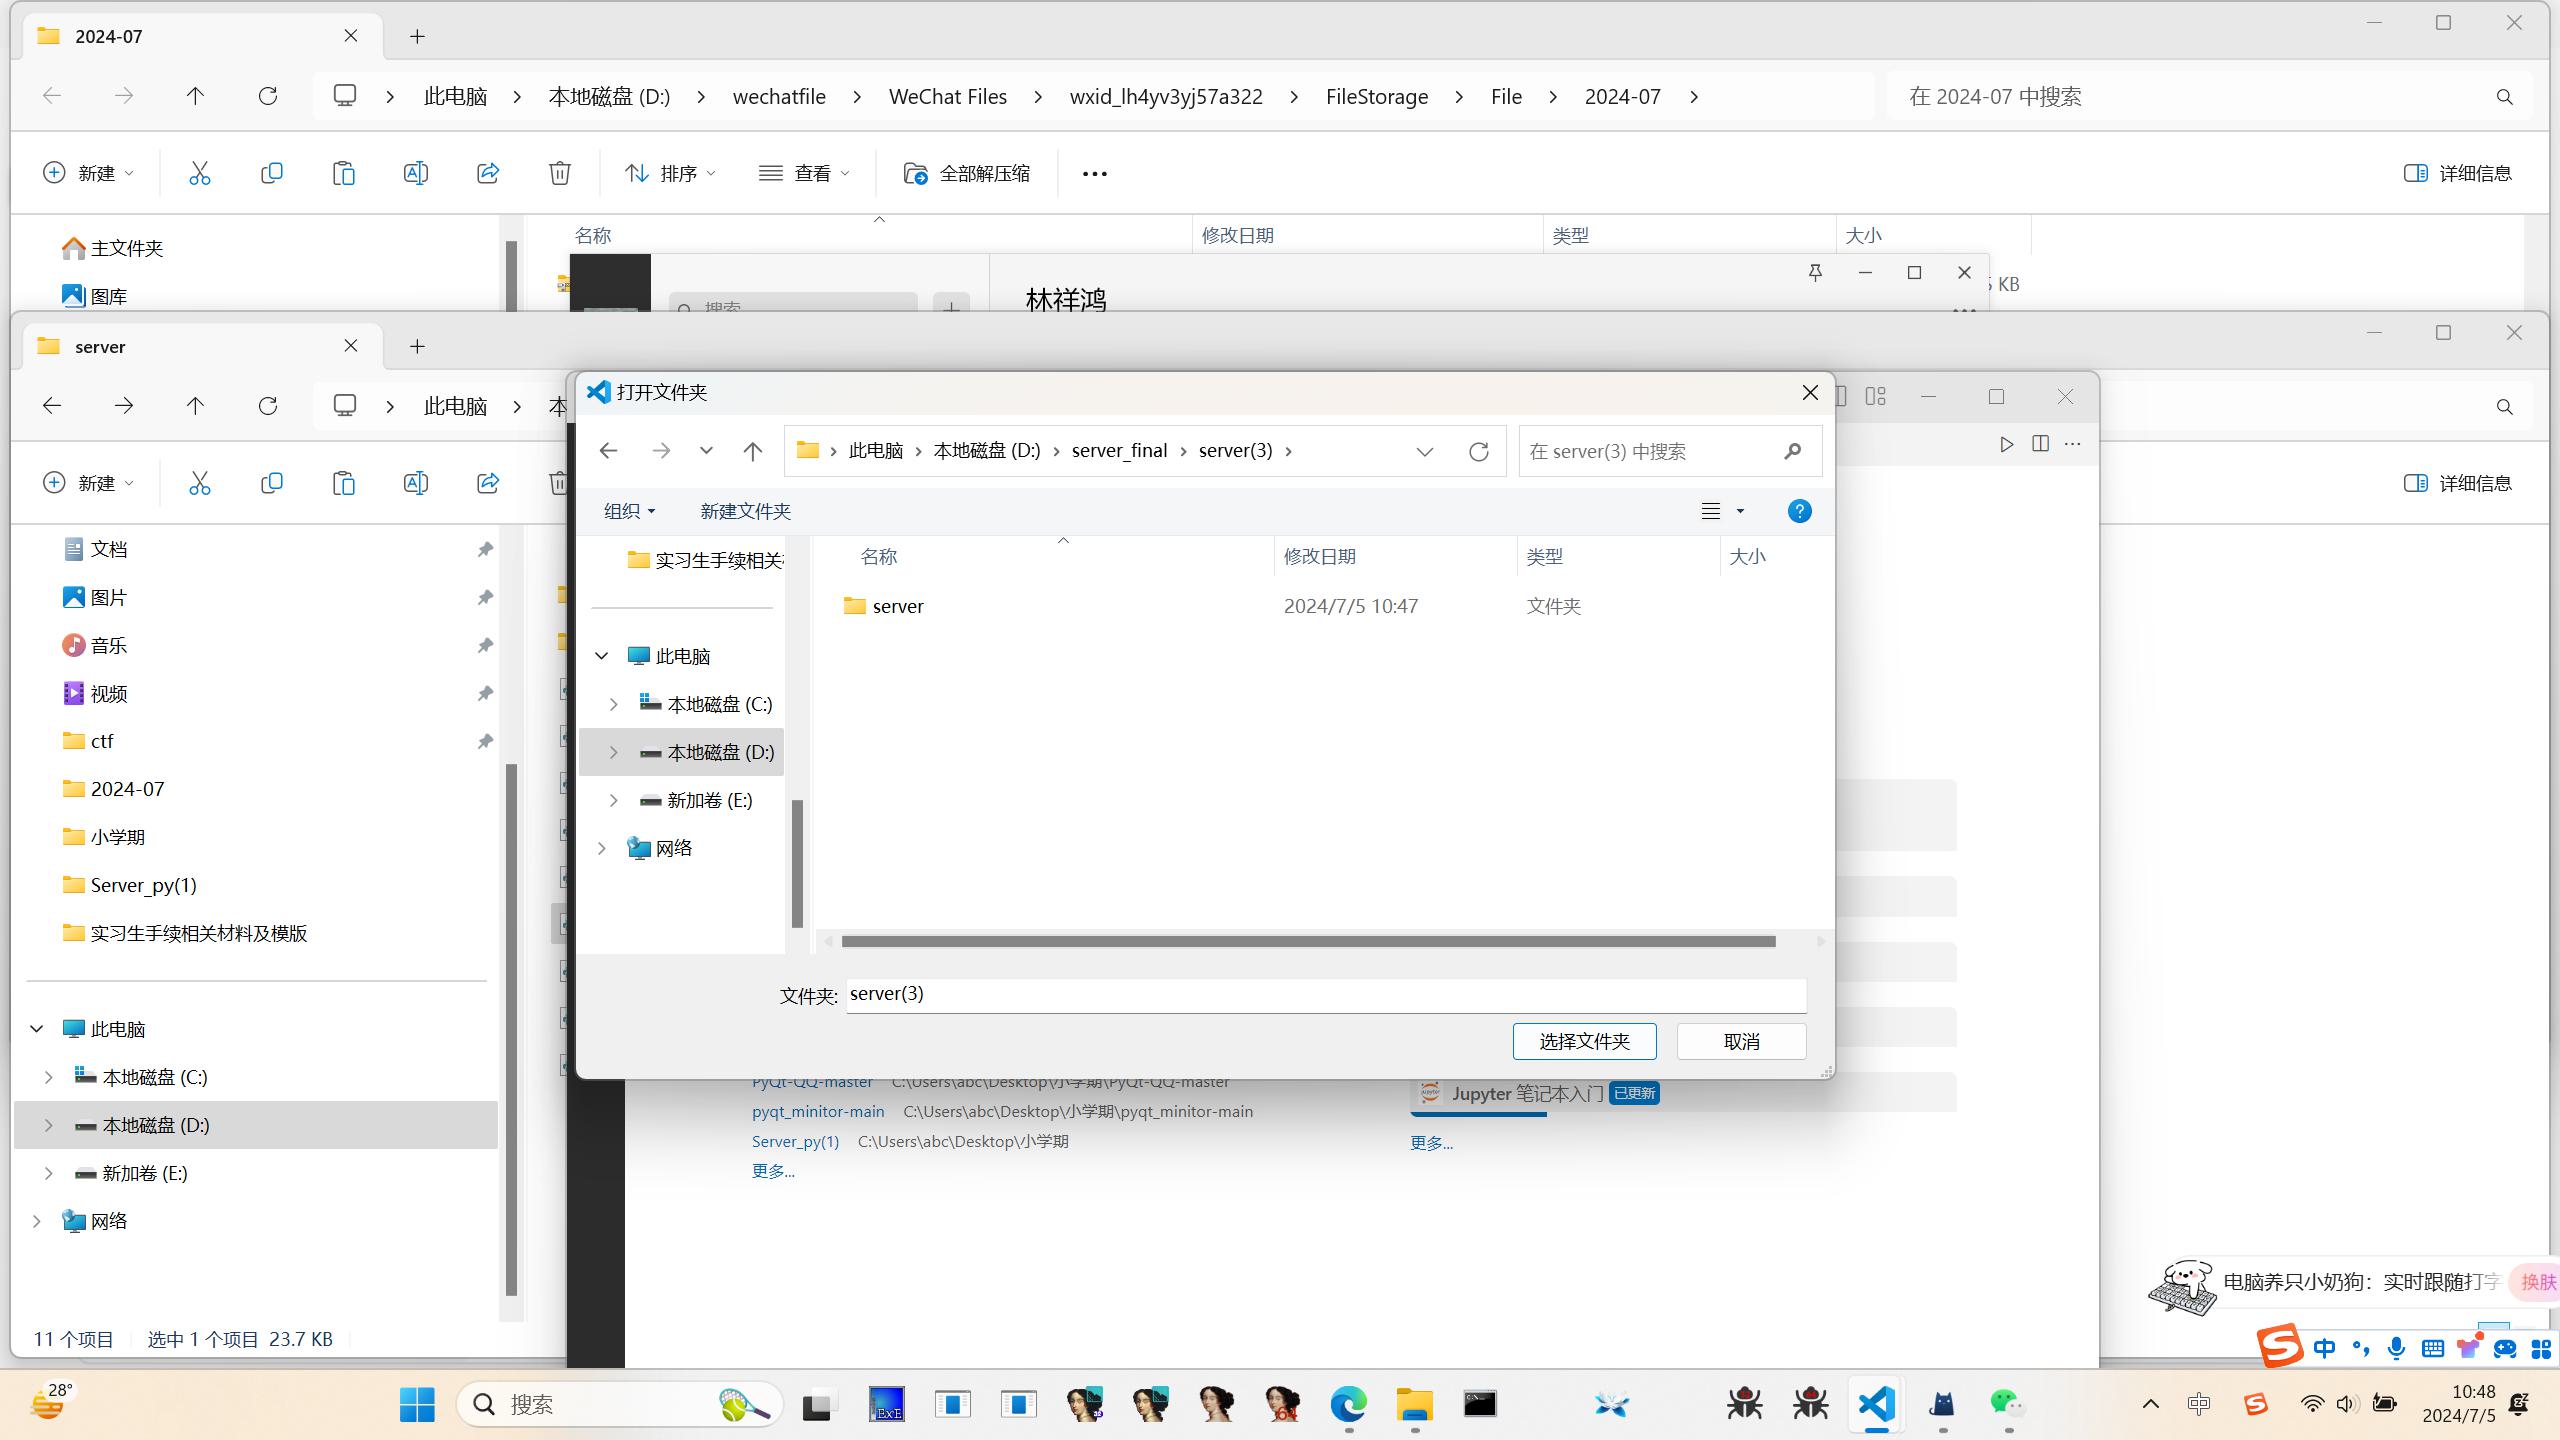 2024-07
此电脑
本地磁盘 (D:)
wechatfile
WeChat Files
wxid_lh4yv3yj57a322
FileStorage
File
2024-07
在 2024-07 中搜索
新建
排序
查看
全部解压缩
详细信息
名称
修改日期
类型
大小
主文件夹
图库
搜索
林祥鸿
KB
server
此电脑
本
新建
详细信息
文档
图片
音乐
视频
ctf
2024-07
小学期
Server_py(1)
实习生手续相关材料及模版
此电脑
本地磁盘 (C:)
本地磁盘 (D:)
新加卷 (E:)
网络
11 个项目
选中 1 个项目 23.7 KB
打开文件夹
此电脑
本地磁盘 (D:)
server_final
server(3)
在 server(3) 中搜索
组织
新建文件夹
实习生手续相关
此电脑
本地磁盘 (C:)
本地磁盘 (D:)
新加卷 (E:)
网络
名称
修改日期
类型
大小
server
2024/7/5 10:47
文件夹
文件夹:
server(3)
选择文件夹
取消
PyQt-QQ-master C:\Users\abc\Desktop\小学期\PyQt-QQ-master
pyqt_minitor-main C:\Users\abc\Desktop\小学期\pyqt_minitor-main
Server_py(1) C:\Users\abc\Desktop\小学期
更多...
Jupyter 笔记本入门 已更新
更多...
电脑养只小奶狗：实时跟随打字
换肤
中
28°
搜索
ExE
64
中
10:48
2024/7/5